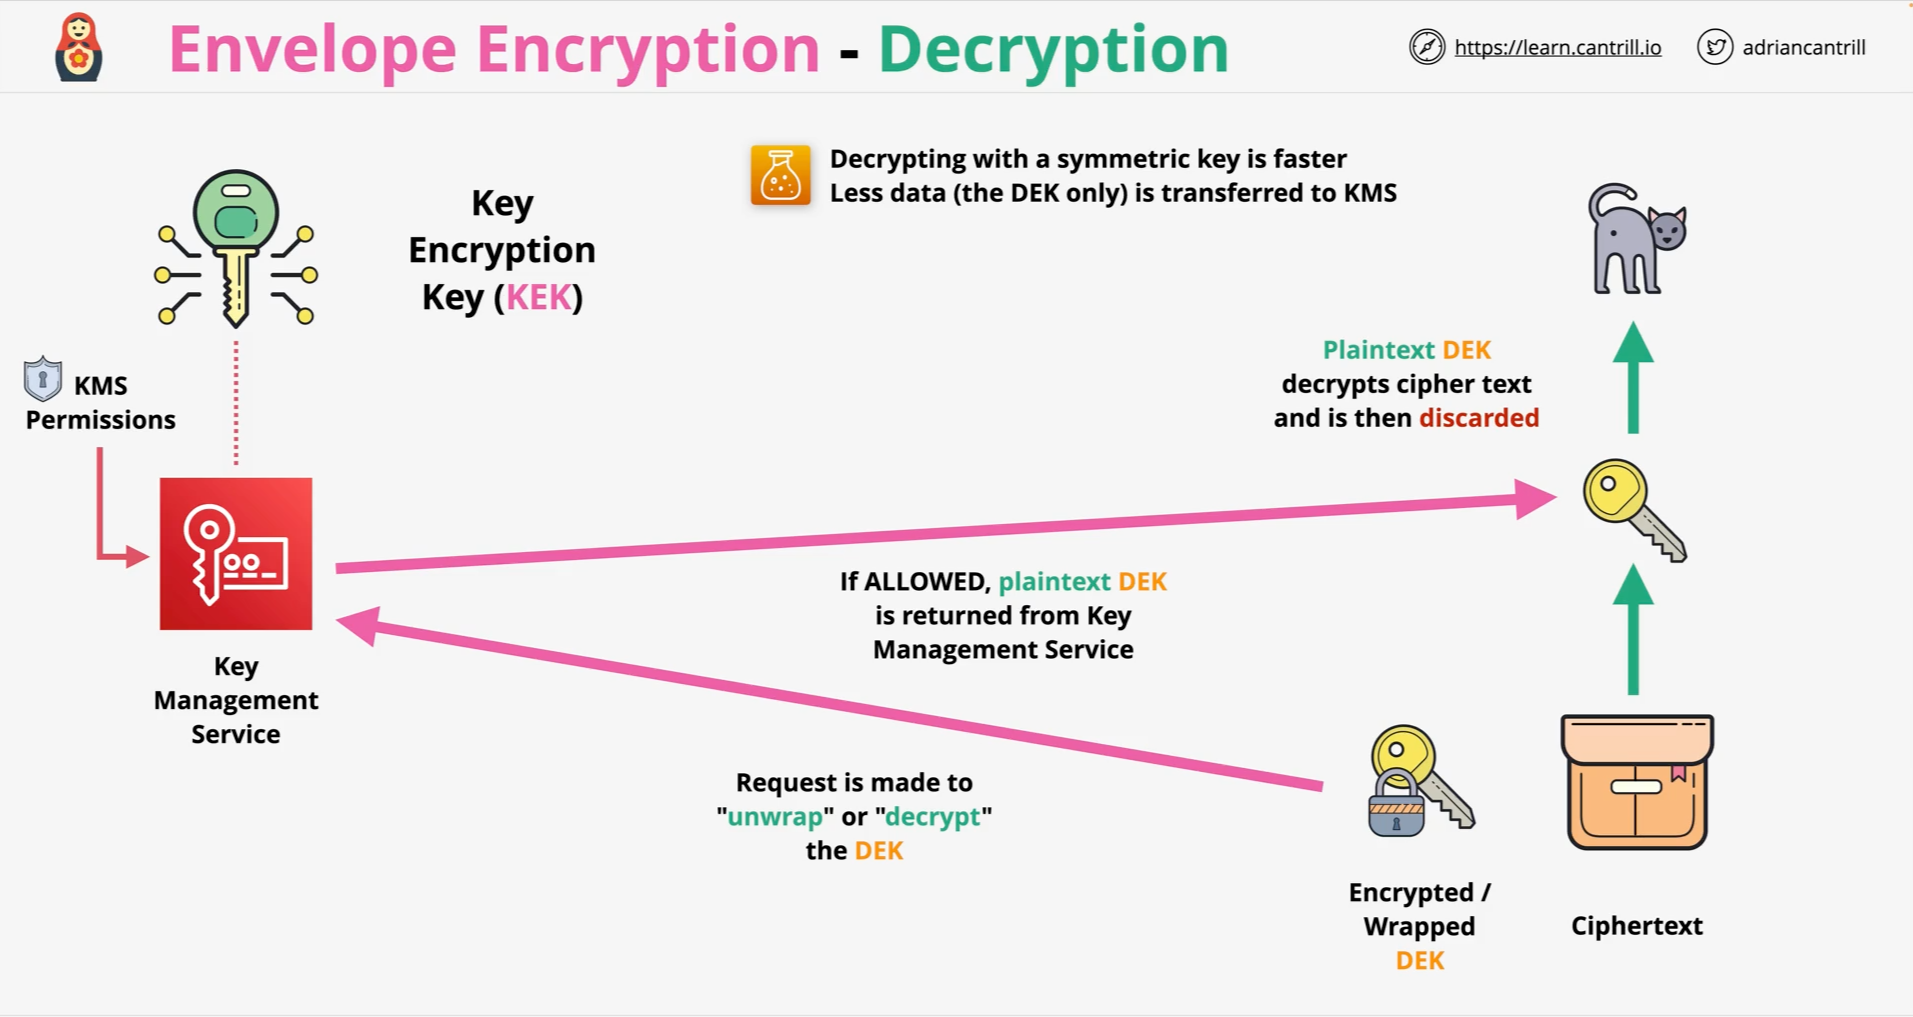 Envelope Encryption - Decryption
https://learn.cantrill.io
adriancantrill
Decrypting with a symmetric key is faster
Less data (the DEK only) is transferred to KMS
Key
Encryption
Key (KEK)
KMS
Permissions
Plaintext DEK
decrypts cipher text
and is then discarded
If ALLOWED, plaintext DEK
is returned from Key
Management Service
Key
Management
Service
Request is made to
"unwrap" or "decrypt"
the DEK
Encrypted /
Wrapped
DEK
Ciphertext